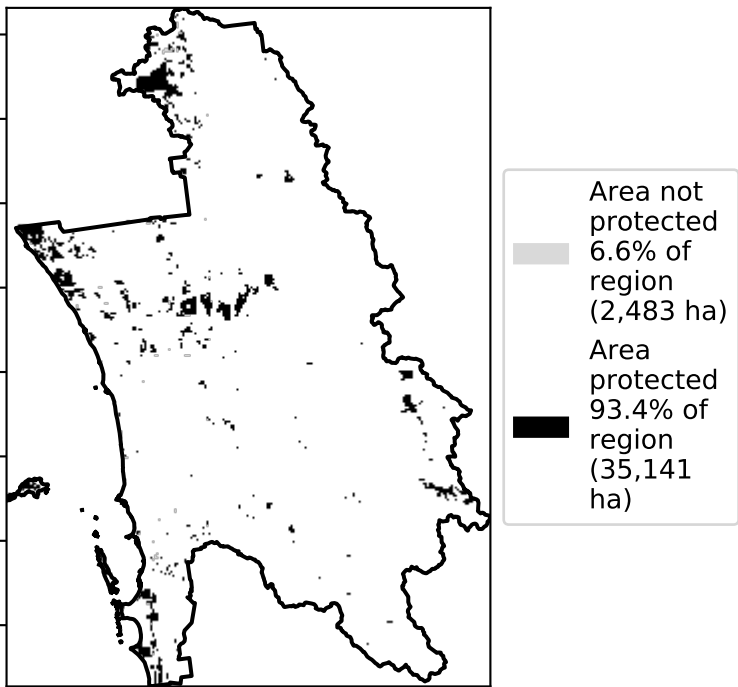 Area not
protected
6.6% of
region
(2,483 ha)
Area
protected
93.4% of
region
(35,141
ha)